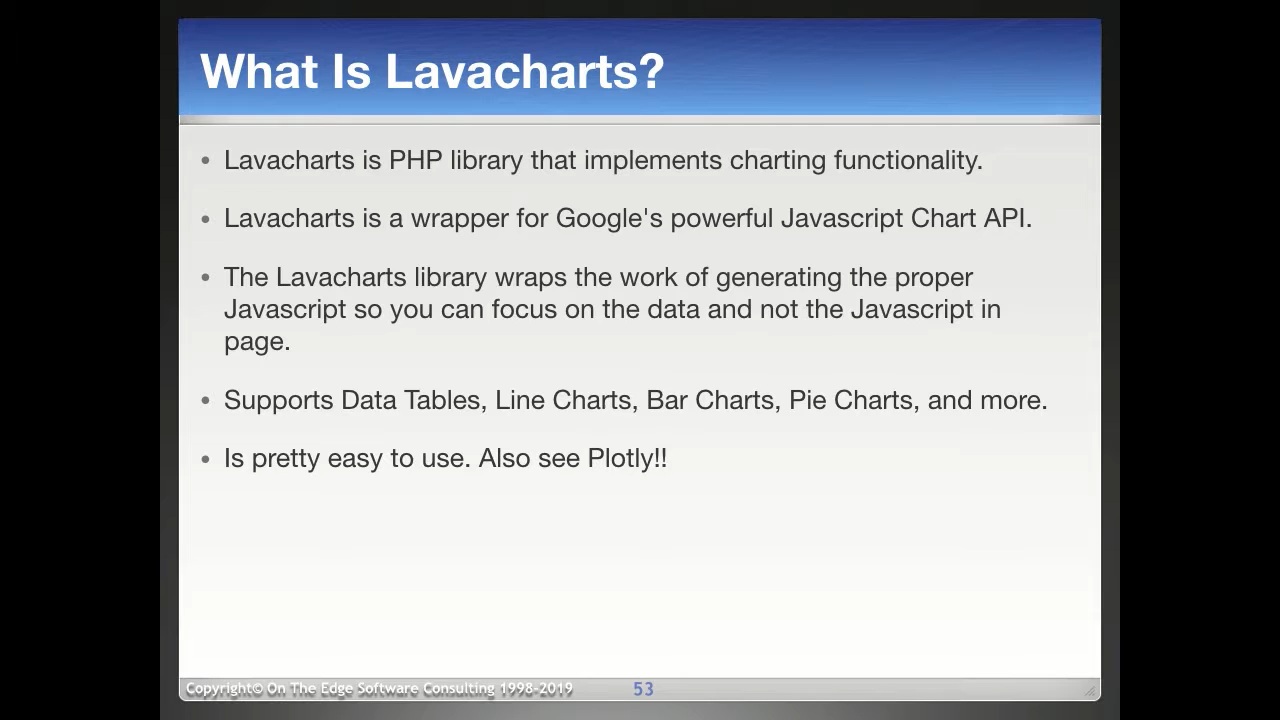 What Is Lavacharts?
• Lavacharts is PHP library that implements charting functionality.
• Lavacharts is a wrapper for Google's powerful Javascript Chart API.
• The Lavacharts library wraps the work of generating the proper
Javascript so you can focus on the data and not the Javascript in
page.
• Supports Data Tables, Line Charts, Bar Charts, Pie Charts, and more.
• Is pretty easy to use. Also see Plotly!!
Copyright© On The Edge Software Consulting 1998-2019 53